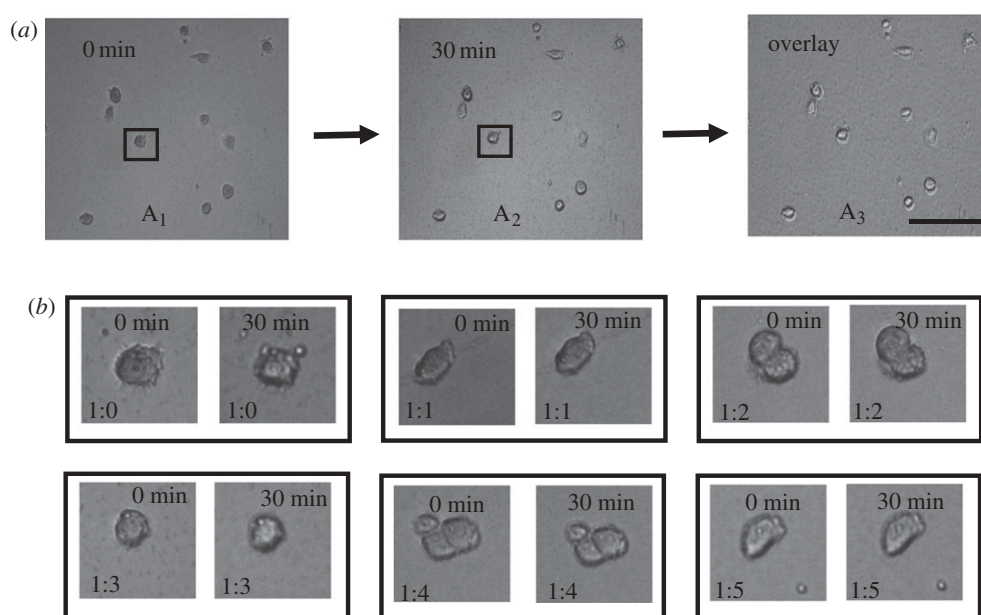 (a)
0 min
30 min
overlay
A1
A2
A3
(b)
0 min 30 min
1:0 1:0
0 min 30 min
1:1 1:1
0 min 30 min
1:2 1:2
0 min 30 min
1:3 1:3
0 min 30 min
1:4 1:4
0 min 30 min
1:5 1:5